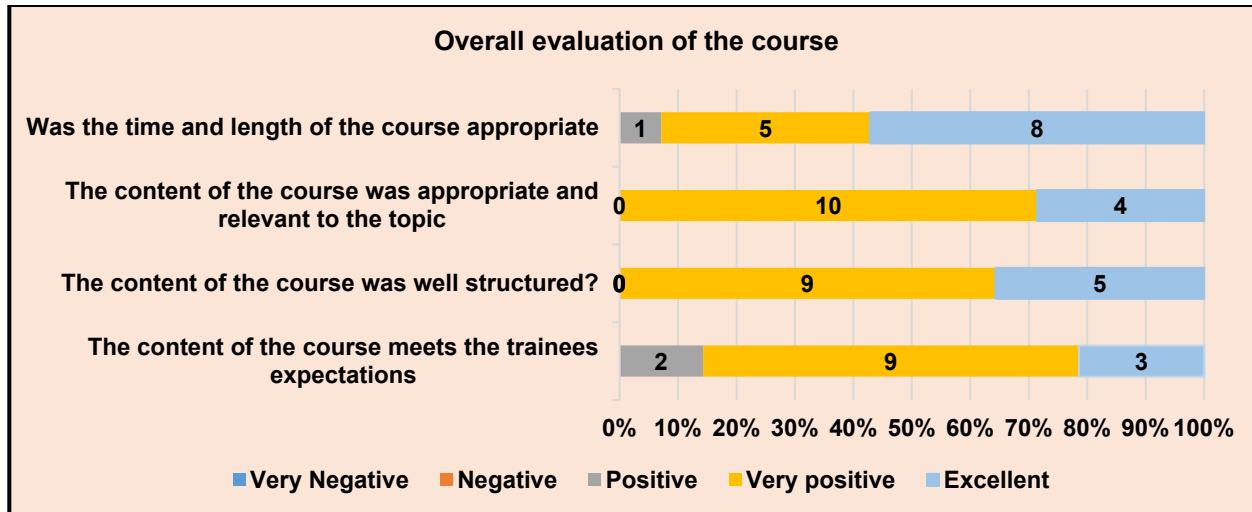 Overall evaluation of the course
Was the time and length of the course appropriate
1 5 8
The content of the course was appropriate and
relevant to the topic
0 10 4
The content of the course was well structured?
0 9 5
The content of the course meets the trainees
expectations
2 9 3
0% 10% 20% 30% 40% 50% 60% 70% 80% 90% 100%
Very Negative Negative Positive Very positive Excellent